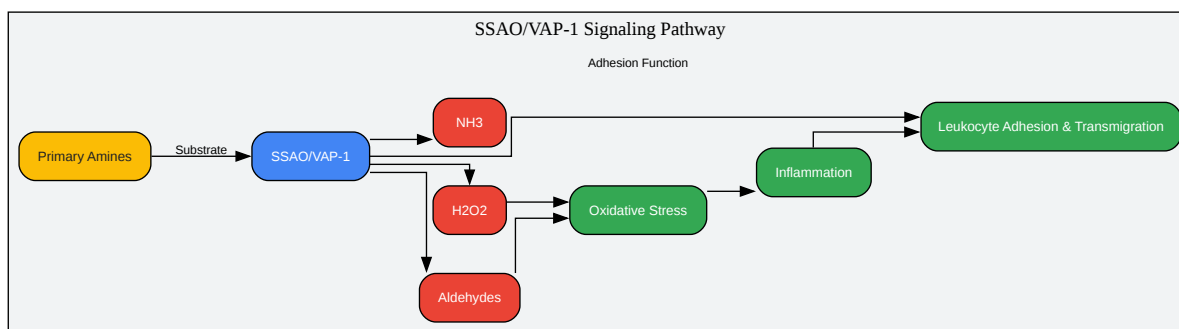 SSAO/VAP-1 Signaling Pathway
Adhesion Function
NH3
Leukocyte Adhesion & Transmigration
Primary Amines
Substrate
SSAO/VAP-1
Inflammation
H2O2
Oxidative Stress
Aldehydes